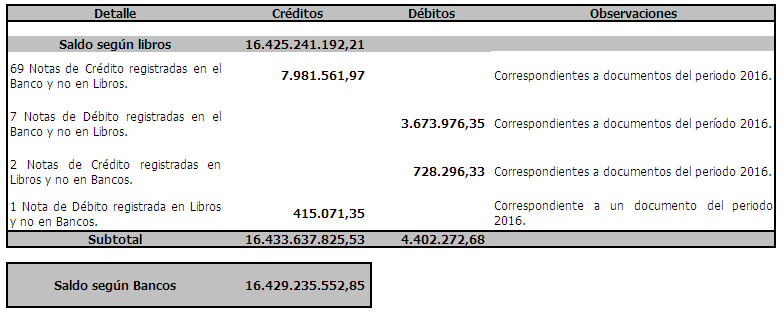 Detalle Créditos Débitos Observaciones
Saldo según libros 16.425.241.192,21
69 Notas de Crédito registradas en el
Banco y no en Libros. 7.981.561,97 Correspondientes a documentos del periodo 2016.
7 Notas de Débito registradas en el
Banco y no en Libros. 3.673.976,35 Correspondientes a documentos del período 2016.
2 Notas de Crédito registradas en
Libros y no en Bancos. 728.296,33 Correspondientes a documentos del periodo 2016.
1 Nota de Débito registrada en Libros
y no en Bancos. 415.071,35 Correspondiente a un documento del periodo
2016.
Subtotal 16.433.637.825,53 4.402.272,68
Saldo según Bancos 16.429.235.552,85